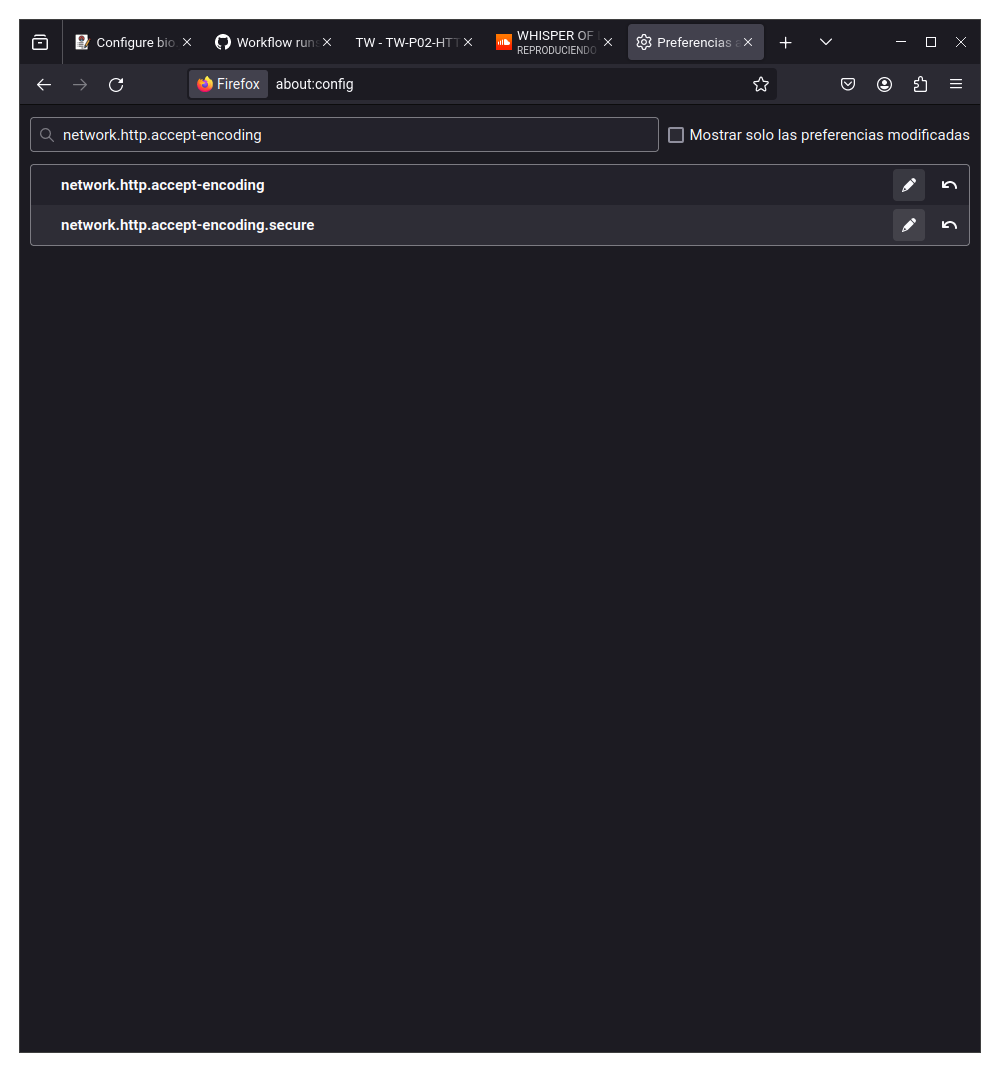 Configure bio
Workflow runs
TW - TW-P02-HTT
WHISPER OF
REPRODUCIENDO
Preferencias a
Firefox
about:config
network.http.accept-encoding
Mostrar solo las preferencias modificadas
network.http.accept-encoding
network.http.accept-encoding.secure